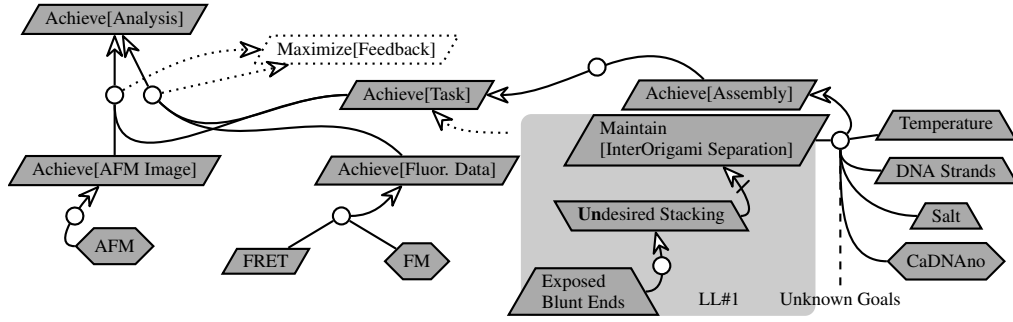 Achieve[Analysis]
Maximize[Feedback]
Achieve[Task]
Achieve[Assembly]
Maintain
[InterOrigami Separation]
Temperature
Achieve[AFM Image]
Achieve[Fluor. Data]
DNA Strands
Undesired Stacking
Salt
AFM
FRET
FM
CaDNAno
Exposed
Blunt Ends
LL#1
Unknown Goals